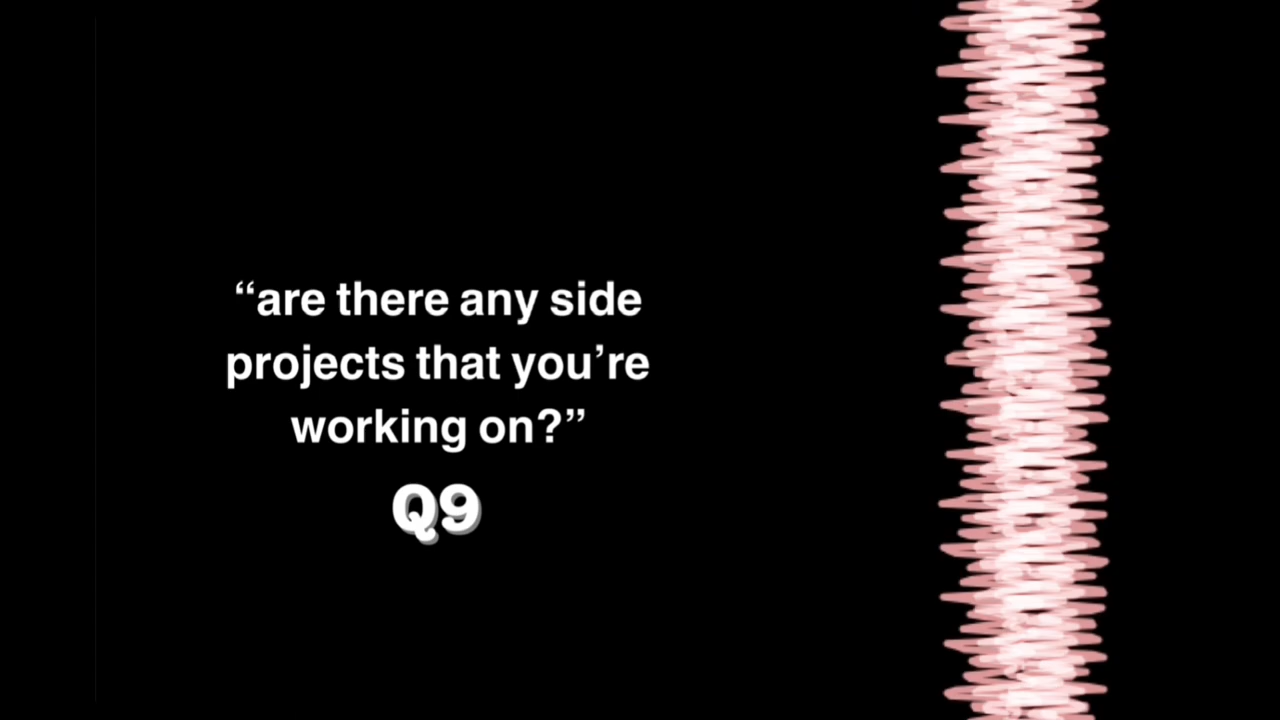 “are there any side
projects that you’re
working on?”
Q9